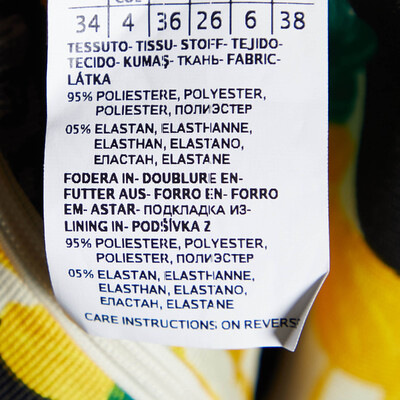 34 4 36 26 6 38
TESSUTO- TISSU- STOFF- TEJIDO-
TECIDO- KUMAŞ- ТКАНЬ- FABRIC-
LÁTKA
95% POLIESTERE, POLYESTER,
POLIESTER, ПОЛИЭСТЕР
05% ELASTAN, ELASTHANNE,
ELASTHAN, ELASTANO,
ЕЛАСТАН, ELASTANE
FODERA IN- DOUBLURE EN-
FUTTER AUS- FORRO EN- FORRO
EM- ASTAR- ПОДКЛАДКА ИЗ-
LINING IN- PODŠÍVKA Z
95% POLIESTERE, POLYESTER,
POLIESTER, ПОЛИЭСТЕР
05% ELASTAN, ELASTHANNE,
ELASTHAN, ELASTANO,
ЕЛАСТАН, ELASTANE
CARE INSTRUCTIONS ON REVERS